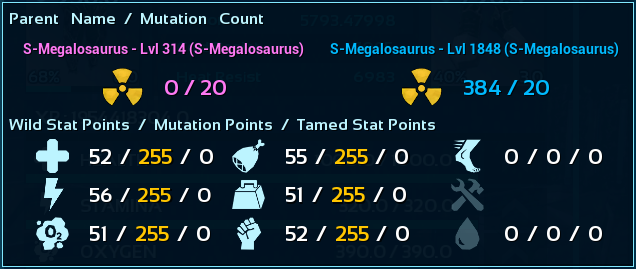 Parent Name / Mutation Count
S-Megalosaurus - Lvl 314 (S-Megalosaurus) S-Megalosaurus - Lvl 1848 (S-Megalosaurus)
0 / 20 384 / 20
Wild Stat Points / Mutation Points / Tamed Stat Points
52 / 255 / 0 55 / 255 / 0 0 / 0 / 0
56 / 255 / 0 51 / 255 / 0
O2 51 / 255 / 0 52 / 255 / 0 0 / 0 / 0